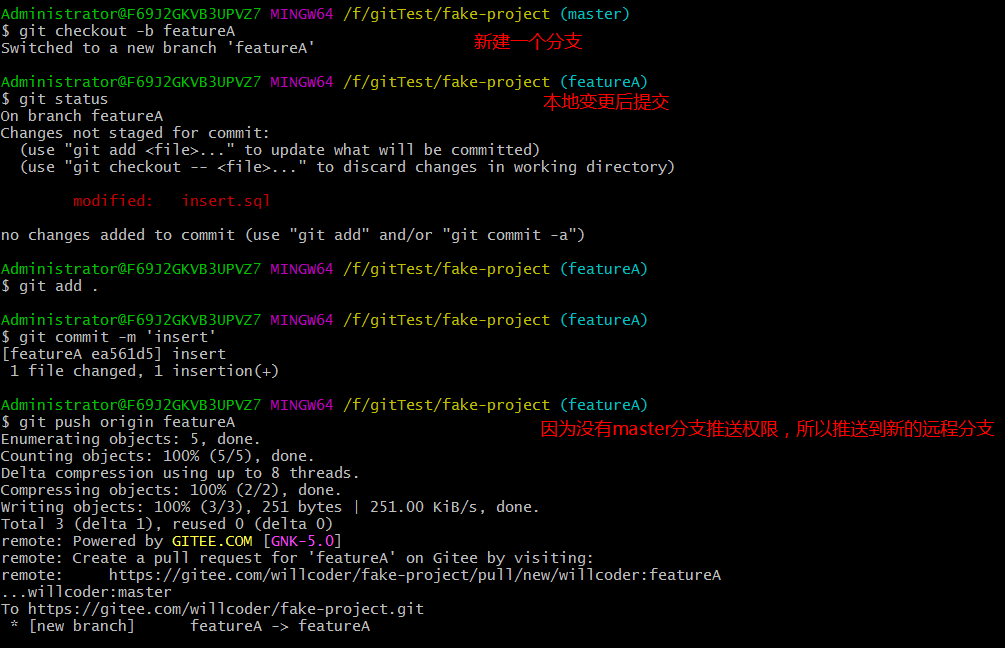 Administrator@F69J2GKVB3UPVZ7 MINGW64 /f/gitTest/fake-project (master)
$ git checkout -b featureA
新建一个分支
Switched to a new branch 'featureA'
Administrator@F69J2GKVB3UPVZ7 MINGW64 /f/gitTest/fake-project (featureA)
$ git status
本地变更后提交
On branch featureA
Changes not staged for commit:
(use "git add <file>..." to update what will be committed)
(use "git checkout -- <file>..." to discard changes in working directory)
modified: insert.sql
no changes added to commit (use "git add" and/or "git commit -a")
Administrator@F69J2GKVB3UPVZ7 MINGW64 /f/gitTest/fake-project (featureA)
$ git add .
Administrator@F69J2GKVB3UPVZ7 MINGW64 /f/gitTest/fake-project (featureA)
$ git commit -m 'insert'
[featureA ea561d5] insert
1 file changed, 1 insertion(+)
Administrator@F69J2GKVB3UPVZ7 MINGW64 /f/gitTest/fake-project (featureA)
$ git push origin featureA
因为没有master分支推送权限，所以推送到新的远程分支
Enumerating objects: 5, done.
Counting objects: 100% (5/5), done.
Delta compression using up to 8 threads.
Compressing objects: 100% (2/2), done.
Writing objects: 100% (3/3), 251 bytes | 251.00 KiB/s, done.
Total 3 (delta 1), reused 0 (delta 0)
remote: Powered by GITEE.COM [GNK-5.0]
remote: Create a pull request for 'featureA' on Gitee by visiting:
remote: https://gitee.com/willcoder/fake-project/pull/new/willcoder:featureA
...willcoder:master
To https://gitee.com/willcoder/fake-project.git
* [new branch] featureA -> featureA